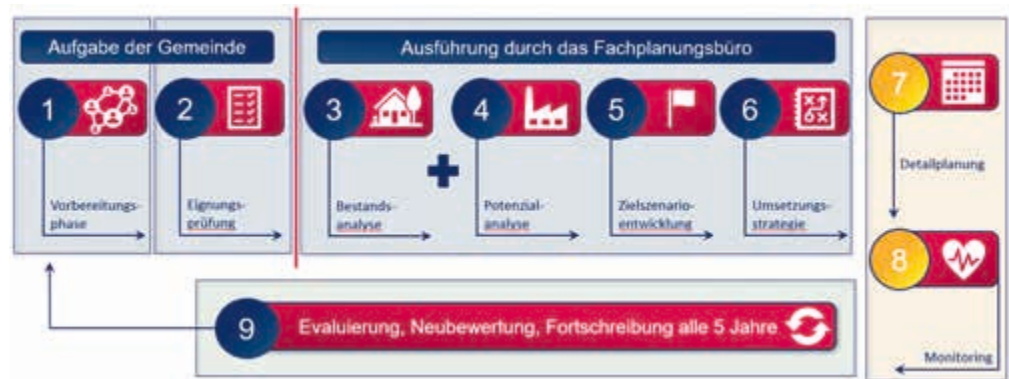 Aufgabe der Gemeinde
Ausführung durch das Fachplanungsbüro
1
2
3
4
5
6
7
Vorbereitungs-
phase
Eignungs-
prüfung
Bestands-
analyse
Potenzial-
analyse
Zielszenario-
entwicklung
Umsetzungs-
strategie
Detailplanung
8
9
Evaluierung, Neubewertung, Fortschreibung alle 5 Jahre
Monitoring